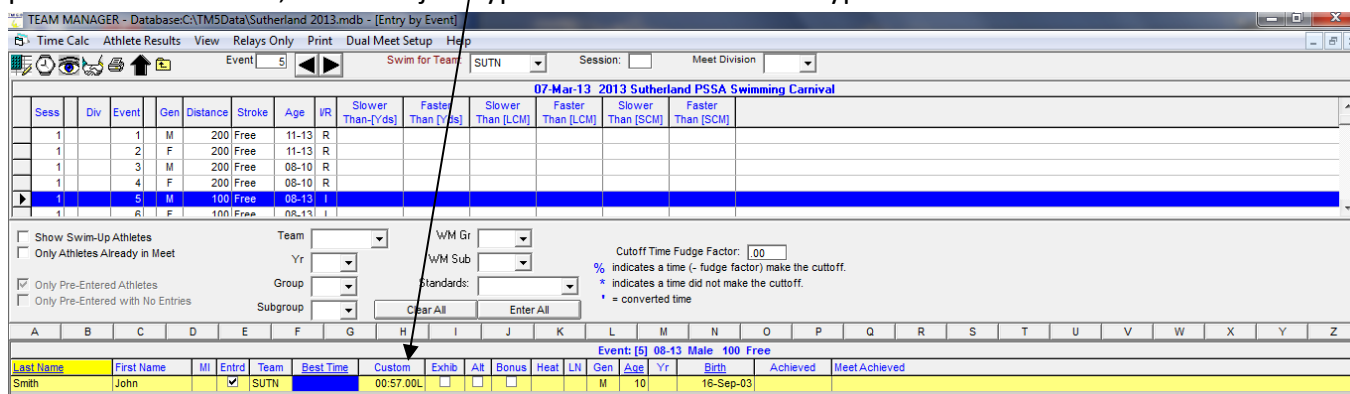 TEAM MANAGER - Database:C:\TM5Data\Sutherland 2013.mdb - [Entry by Event]
Time Calc Athlete Results View Relays Only Print Dual Meet Setup Help
Event 5 Swim for Team: SUTN Session: Meet Division
07-Mar-13 2013 Sutherland PSSA Swimming Carnival
Sess Div Event Gen Distance Stroke Age I/R Slower Than-[Yds] Faster Than [Yds] Slower Than [LCM] Faster Than [LCM] Slower Than [SCM] Faster Than [SCM]
1 1 M 200 Free 11-13 R
1 2 F 200 Free 11-13 R
1 3 M 200 Free 08-10 R
1 4 F 200 Free 08-10 R
1 5 M 100 Free 08-13 I
1 6 F 100 Free 08-13 I
Show Swim-Up Athletes Team WM Gr
Only Athletes Already in Meet Yr WM Sub Cutoff Time Fudge Factor: .00
% indicates a time (- fudge factor) make the cuttoff.
Only Pre-Entered Athletes Group Standards: * indicates a time did not make the cuttoff.
Only Pre-Entered with No Entries Subgroup Clear All Enter All ' = converted time
A B C D E F G H I J K L M N O P Q R S T U V W X Y Z
Event: [5] 08-13 Male 100 Free
Last Name First Name MI Entrd Team Best Time Custom Exhib Alt Bonus Heat LN Gen Age Yr Birth Achieved Meet Achieved
Smith John SUTN 00:57.00L M 10 16-Sep-03